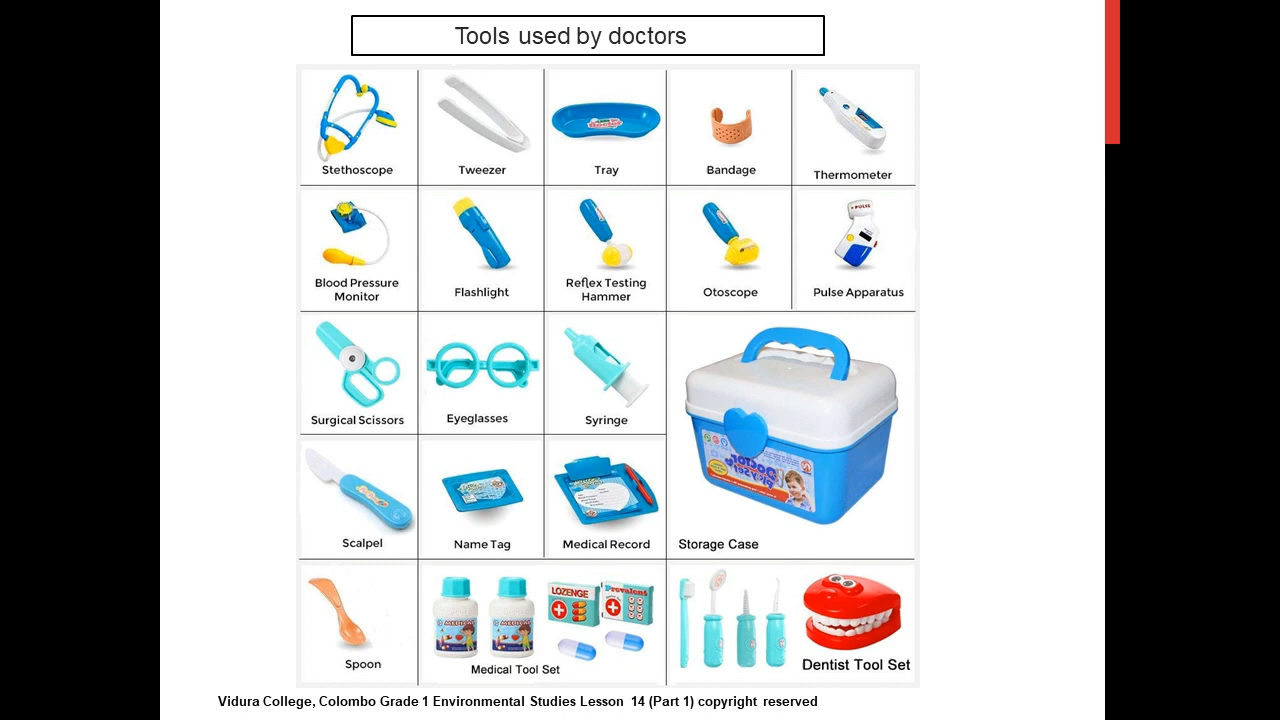 Tools used by doctors
Stethoscope
Tweezer
Tray
Bandage
Thermometer
Blood Pressure
Monitor
Flashlight
Reflex Testing
Hammer
Otoscope
PULSE
Pulse Apparatus
Surgical Scissors
Eyeglasses
Syringe
Scalpel
Name Tag
Medical Record
Storage Case
Spoon
LOZENGE
Prevalent
Medical Tool Set
Dentist Tool Set
Vidura College, Colombo Grade 1 Environmental Studies Lesson 14 (Part 1) copyright reserved